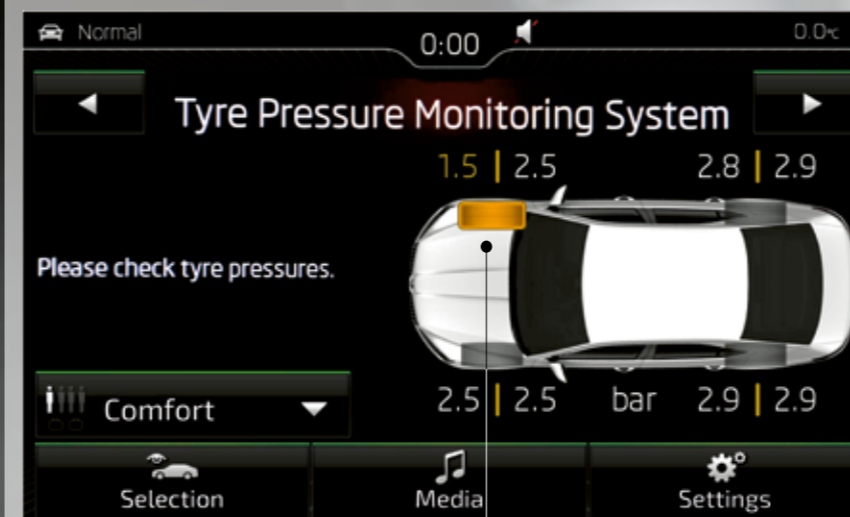 Normal
0:00
0.0°C
Tyre Pressure Monitoring System
1.5 | 2.5
2.8 | 2.9
Please check tyre pressures.
2.5 | 2.5
bar
2.9 | 2.9
Comfort
Selection
Media
Settings